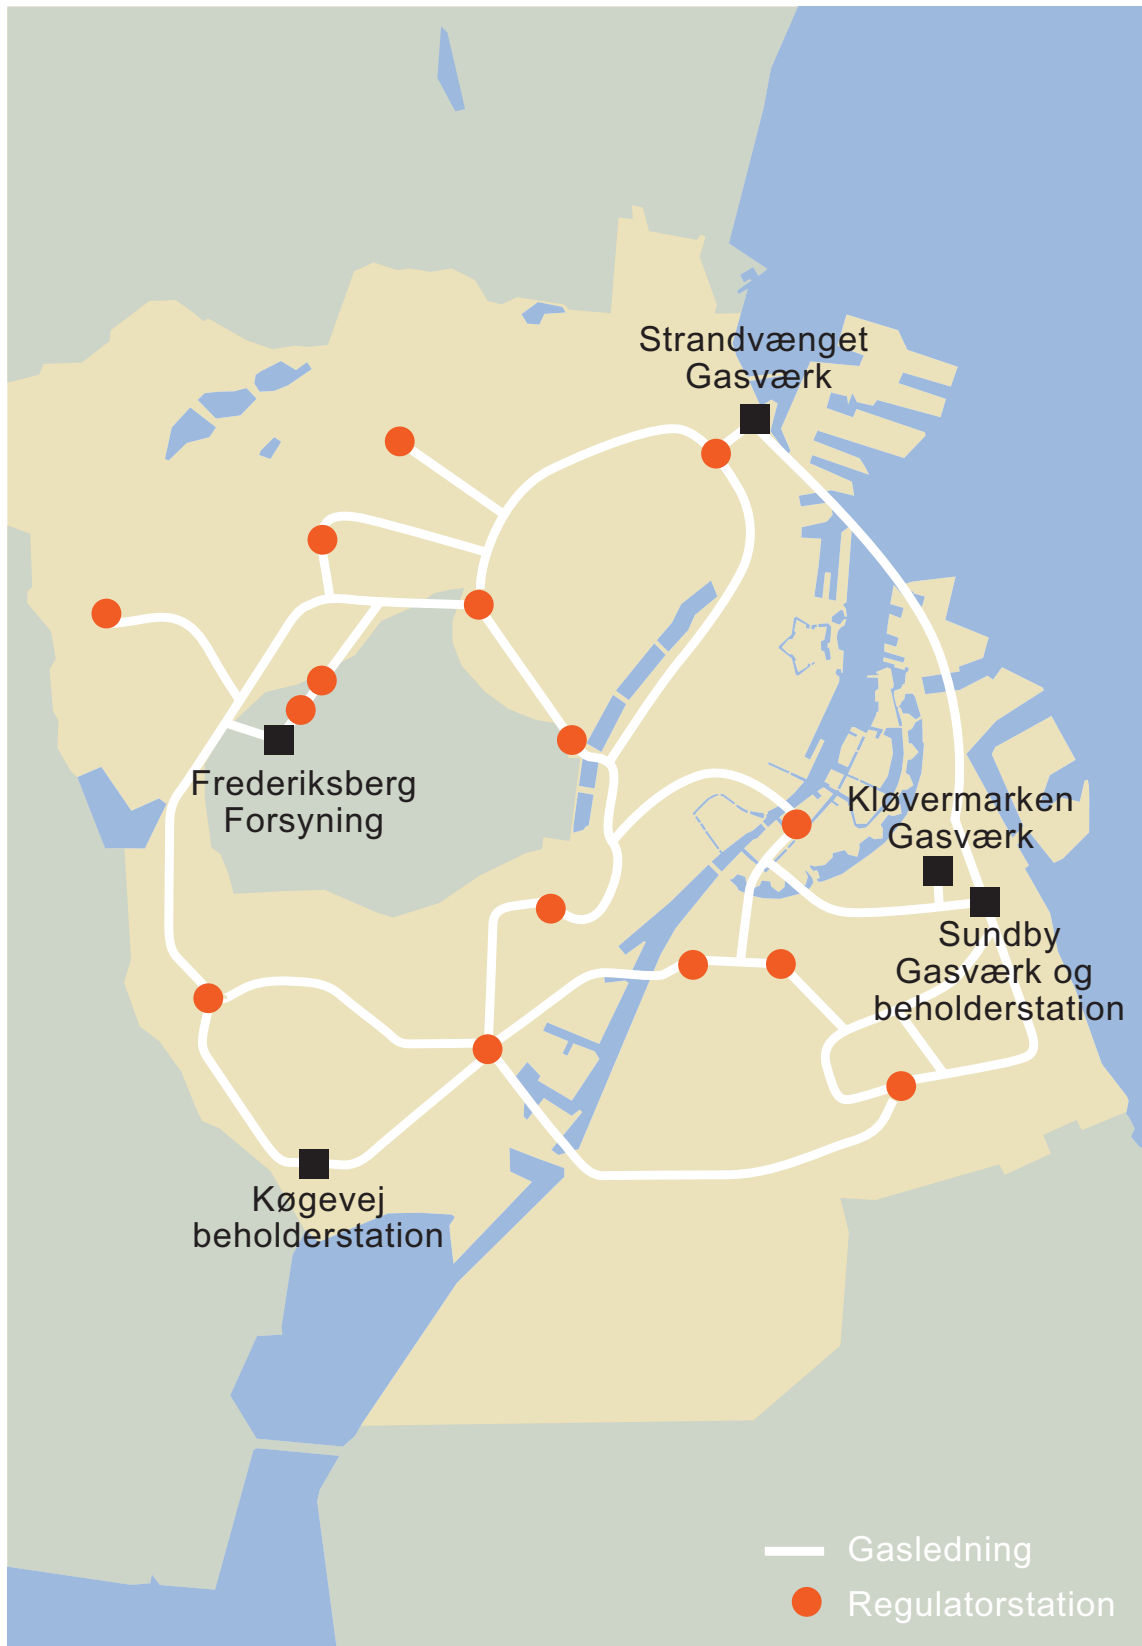 Strandvænget
Gasværk
Frederiksberg
Forsyning
Kløvermarken
Gasværk
Sundby
Gasværk og
beholderstation
Køgevej
beholderstation
Gasledning
Regulatorstation